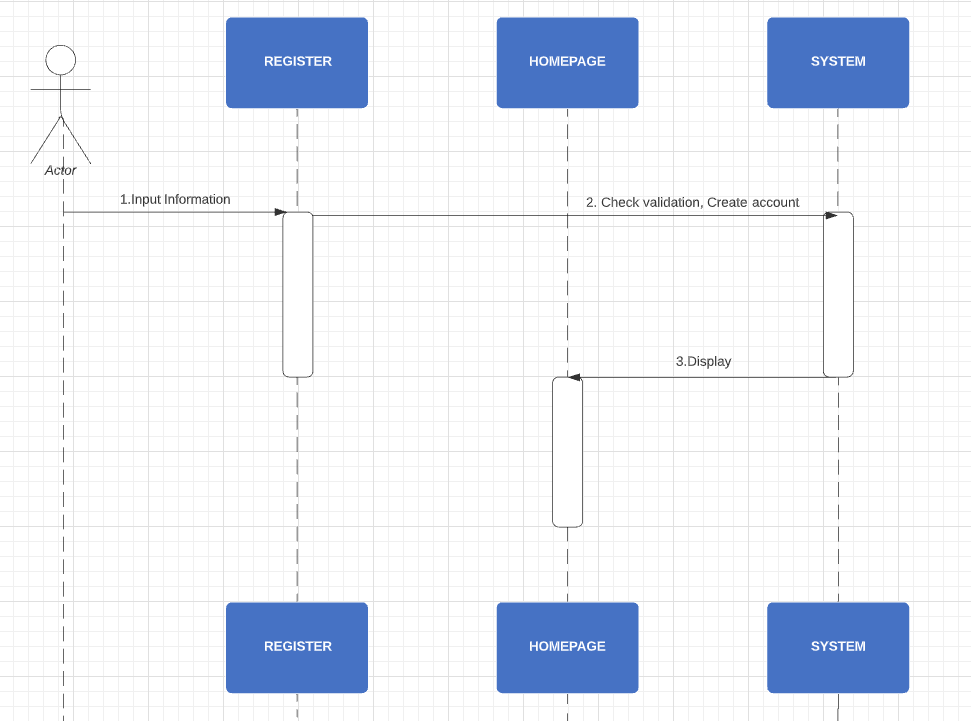 REGISTER
HOMEPAGE
SYSTEM
Actor
1.Input Information
2. Check validation, Create account
3.Display
REGISTER
HOMEPAGE
SYSTEM